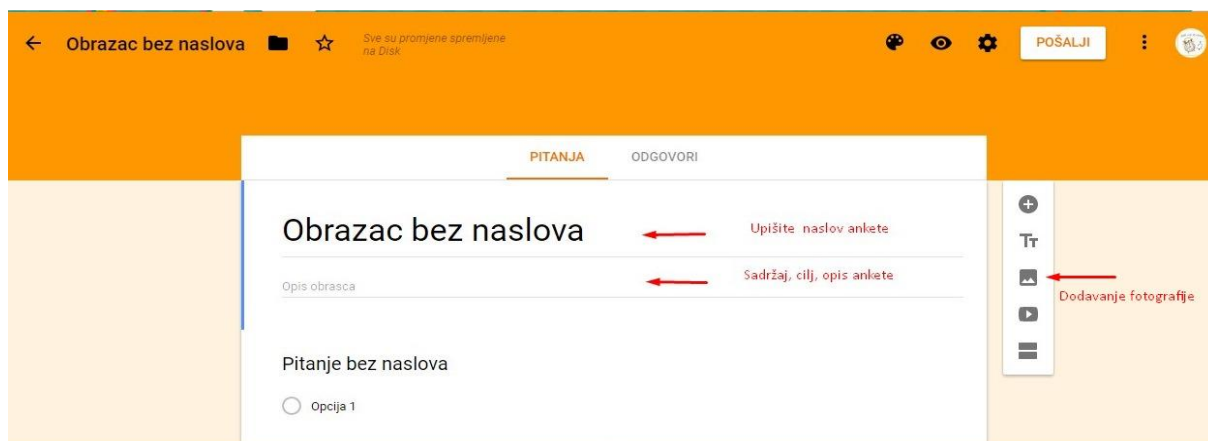 Obrazac bez naslova
Sve su promjene spremljene
na Disk
POŠALJI
PITANJA
ODGOVORI
Obrazac bez naslova
Upišite naslov ankete
Opis obrasca
Sadržaj, cilj, opis ankete
Tт
Dodavanje fotografije
Pitanje bez naslova
Opcija 1